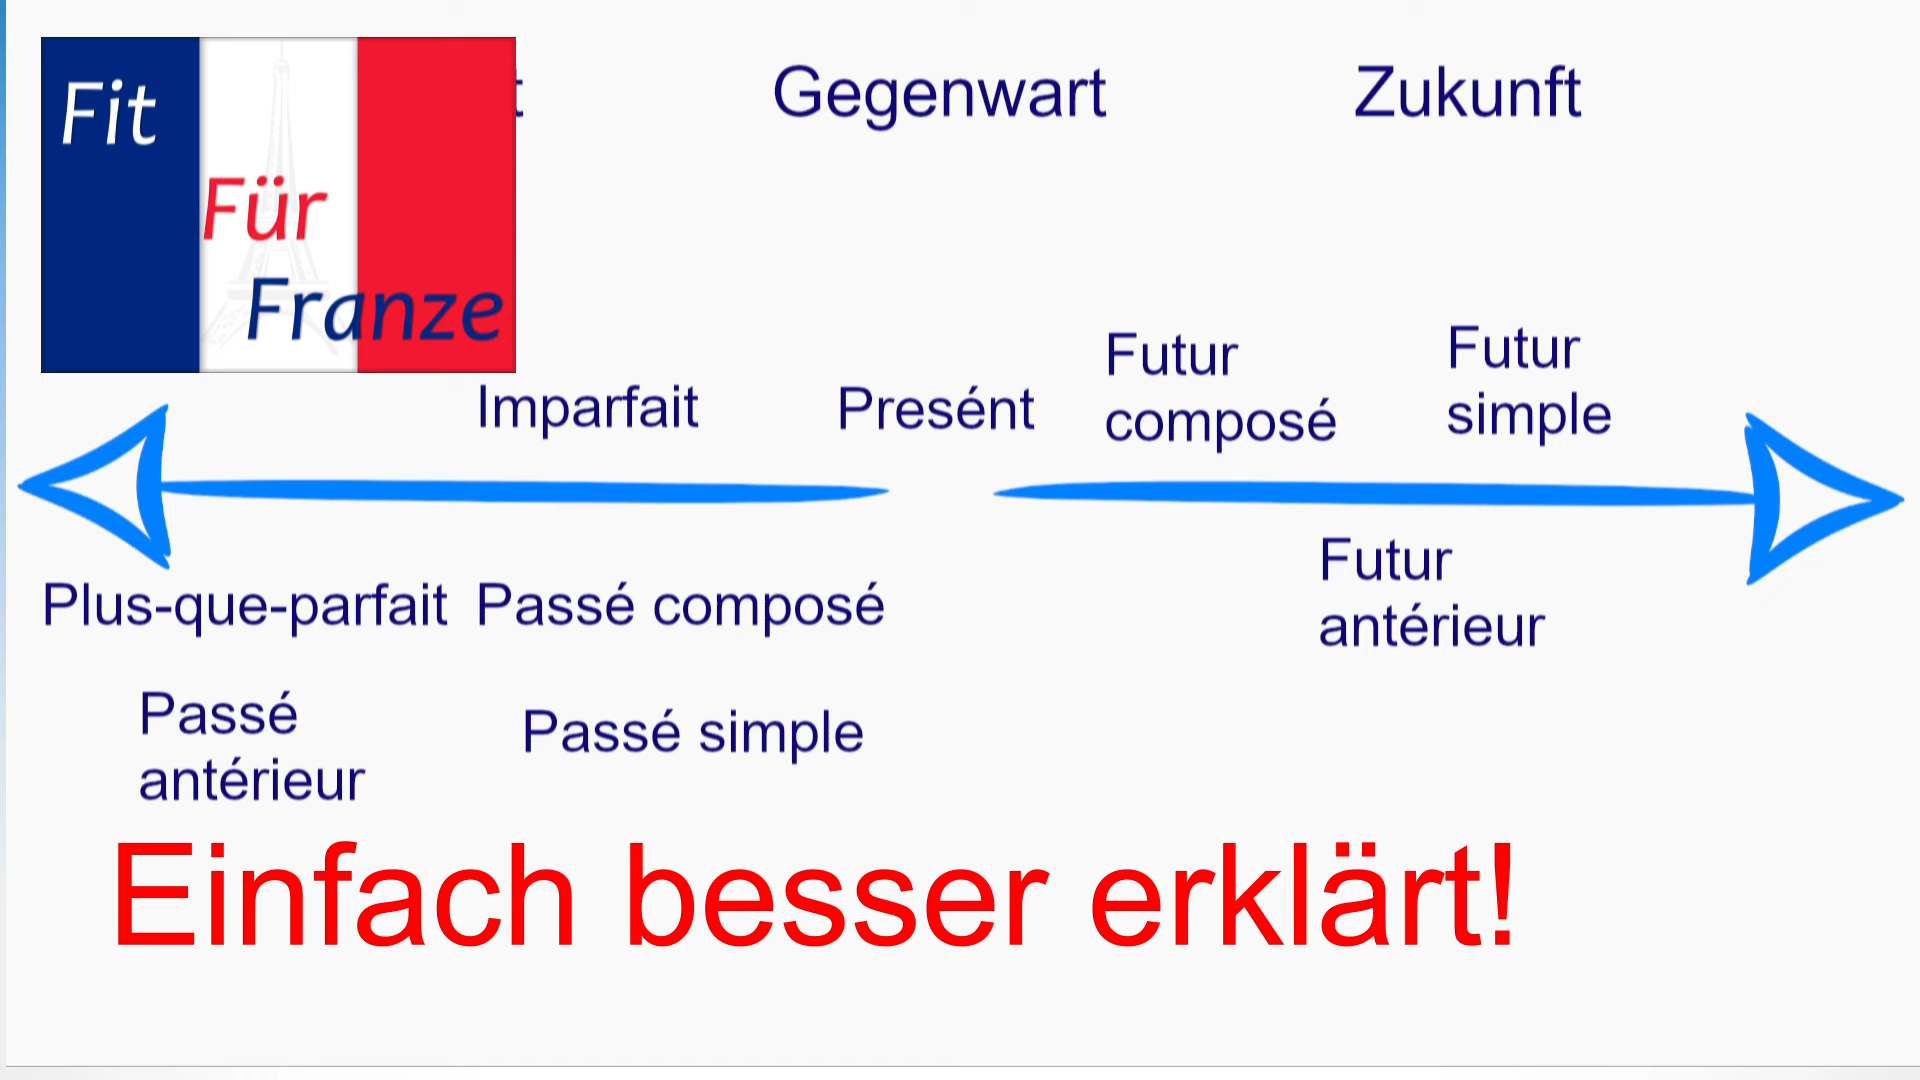 Fit
Für
Franze
t
Gegenwart
Zukunft
Imparfait
Presént
Futur
composé
Futur
simple
Plus-que-parfait
Passé composé
Futur
antérieur
Passé
antérieur
Passé simple
Einfach besser erklärt!